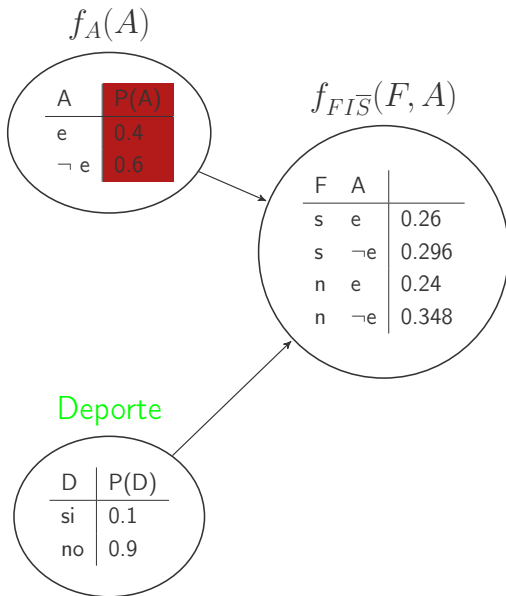 f_A(A)
A P(A)
e 0.4
¬ e 0.6
f_{FI\overline{S}}(F, A)
F A
s e 0.26
s ¬e 0.296
n e 0.24
n ¬e 0.348
Deporte
D P(D)
si 0.1
no 0.9